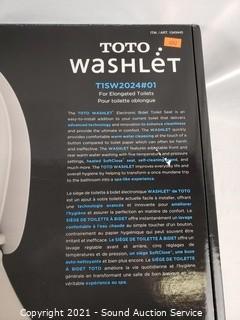 ITM. / ART. 1345945
TOTO
WASHLET
T1SW2024#01
For Elongated Toilets
Pour toilette oblongue
The TOTO WASHLET Electronic Bidet Toilet Seat is an
easy-to-install addition to your current toilet that delivers
advanced technology and innovation to enhance cleanliness
and provide the ultimate in comfort. The WASHLET quickly
provides comfortable warm water cleansing at the touch of a
button compared to toilet paper which can often be harsh
and ineffective. The WASHLET features adjustable front and
rear warm water washing with five temperature and pressure
settings, heated SoftClose seat, self-cleaning, and
much more. The TOTO WASHLET improves everyday life and
overall hygiene by helping to transform a once mundane trip
to the bathroom into a spa-like experience.
Le siège de toilette à bidet électronique WASHLET de TOTO
est un ajout à votre toilette actuelle facile à installer, offrant
une technologie avancée et innovante pour améliorer
l'hygiène et assurer la perfection en matière de confort. Le
SIÈGE DE TOILETTE À BIDET offre instantanément un lavage
confortable à l'eau chaude au simple toucher d'un bouton
contrairement au papier hygiénique qui peut souvent être
irritant et inefficace. Le SIÈGE DE TOILETTE À BIDET offre un
lavage réglable avant et arrière, cinq réglages de
températures et de pression, un siège SoftClose, une buse
auto-nettoyante et bien plus encore. Le SIÈGE DE TOILETTE
À BIDET TOTO améliore la vie quotidienne et l'hygiène
générale en transformant une salle de bain banale en
véritable expérience au spa.
Copyright 2021 - Sound Auction Service